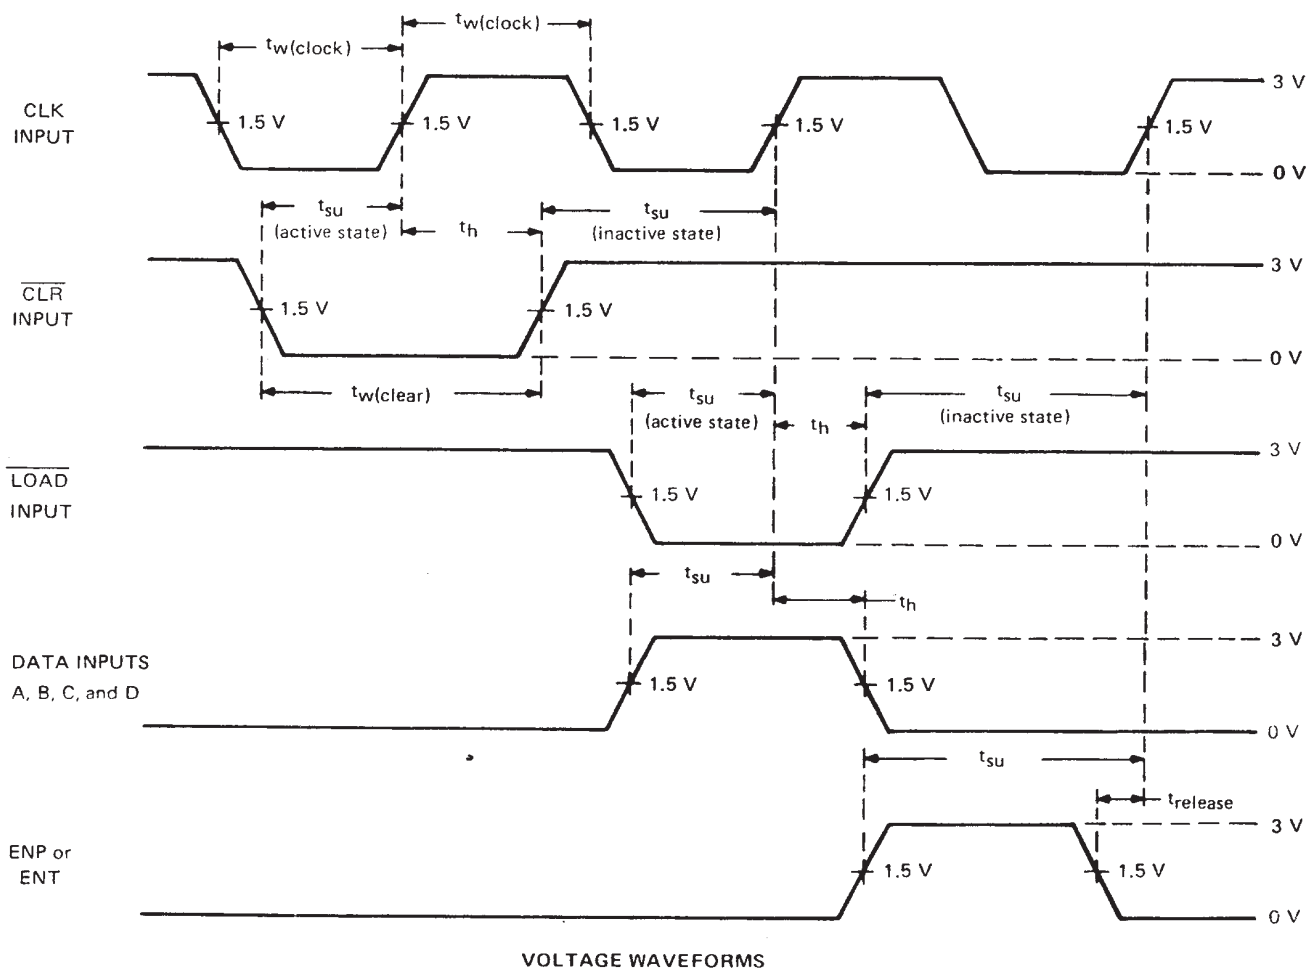 tw(clock)
tw(clock)
CLK
INPUT
1.5 V
1.5 V
1.5 V
1.5 V
1.5 V
3 V
0 V
tsu
(active state)
th
tsu
(inactive state)
CLR
INPUT
1.5 V
1.5 V
3 V
0 V
tw(clear)
tsu
(active state)
th
tsu
(inactive state)
LOAD
INPUT
1.5 V
1.5 V
3 V
0 V
tsu
th
DATA INPUTS
A, B, C, and D
1.5 V
1.5 V
3 V
0 V
tsu
trelease
ENP or
ENT
1.5 V
1.5 V
3 V
0 V
VOLTAGE WAVEFORMS